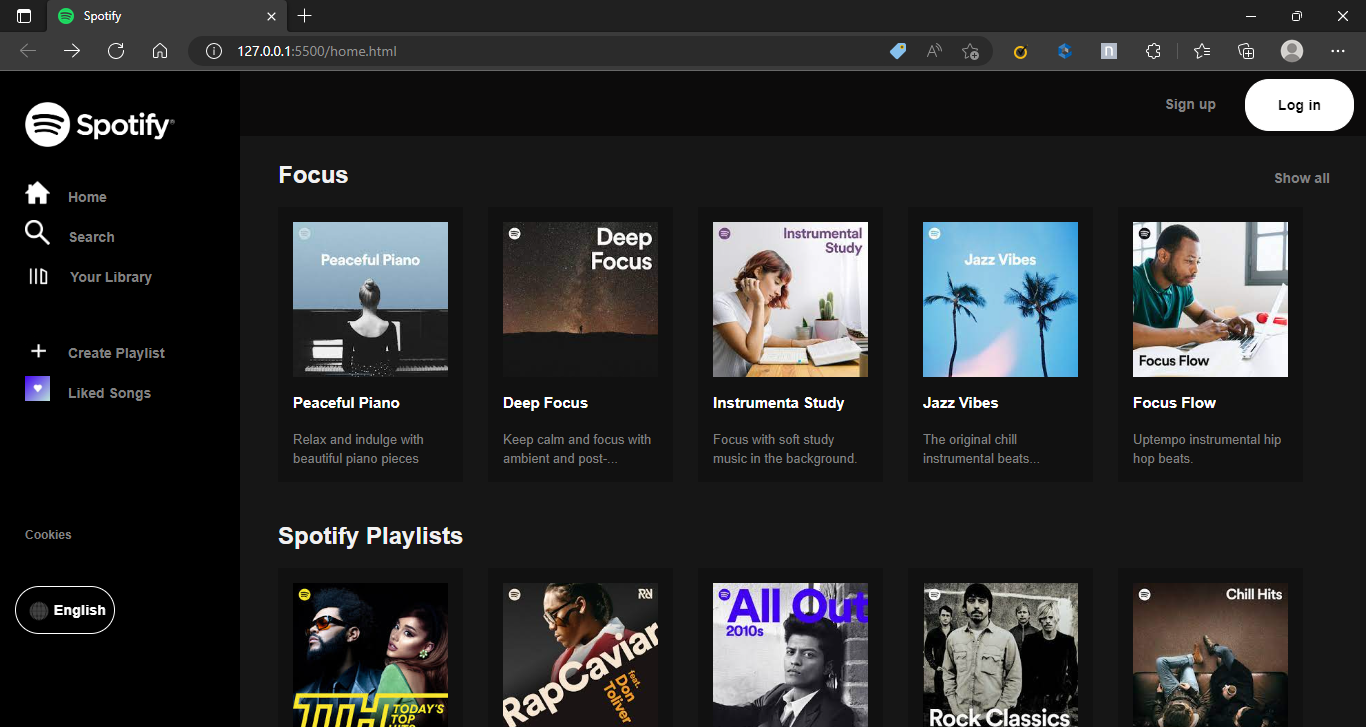 Spotify
127.0.0.1:5500/home.html
Spotify
Sign up
Log in
Home
Search
Your Library
Create Playlist
Liked Songs
Cookies
English
Focus
Show all
Peaceful Piano
Deep
Focus
Instrumental
Study
Jazz Vibes
Focus Flow
Peaceful Piano
Deep Focus
Instrumenta Study
Jazz Vibes
Focus Flow
Relax and indulge with
beautiful piano pieces
Keep calm and focus with
ambient and post-...
Focus with soft study
music in the background.
The original chill
instrumental beats...
Uptempo instrumental hip
hop beats.
Spotify Playlists
TODAY'S
TOP
RapCaviar
feat.
Don
Toliver
All Out
2010s
Rock Classics
Chill Hits